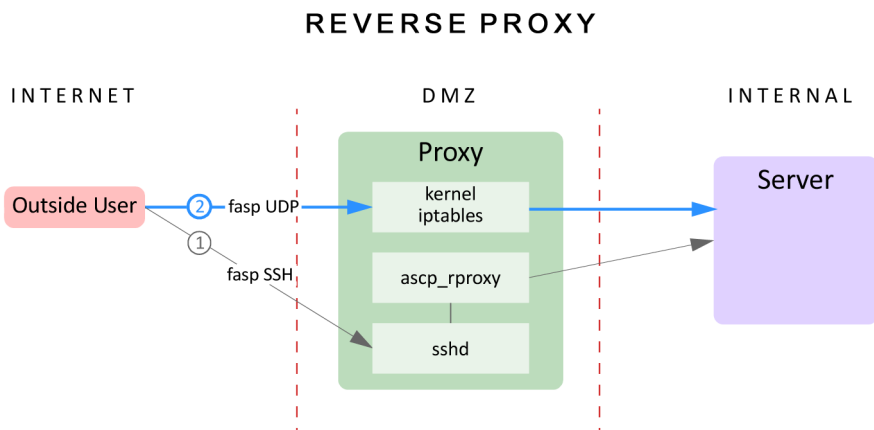 REVERSE PROXY
INTERNET
DMZ
INTERNAL
Proxy
Server
Outside User
2
fasp UDP
kernel
iptables
1
fasp SSH
ascp_rproxy
sshd